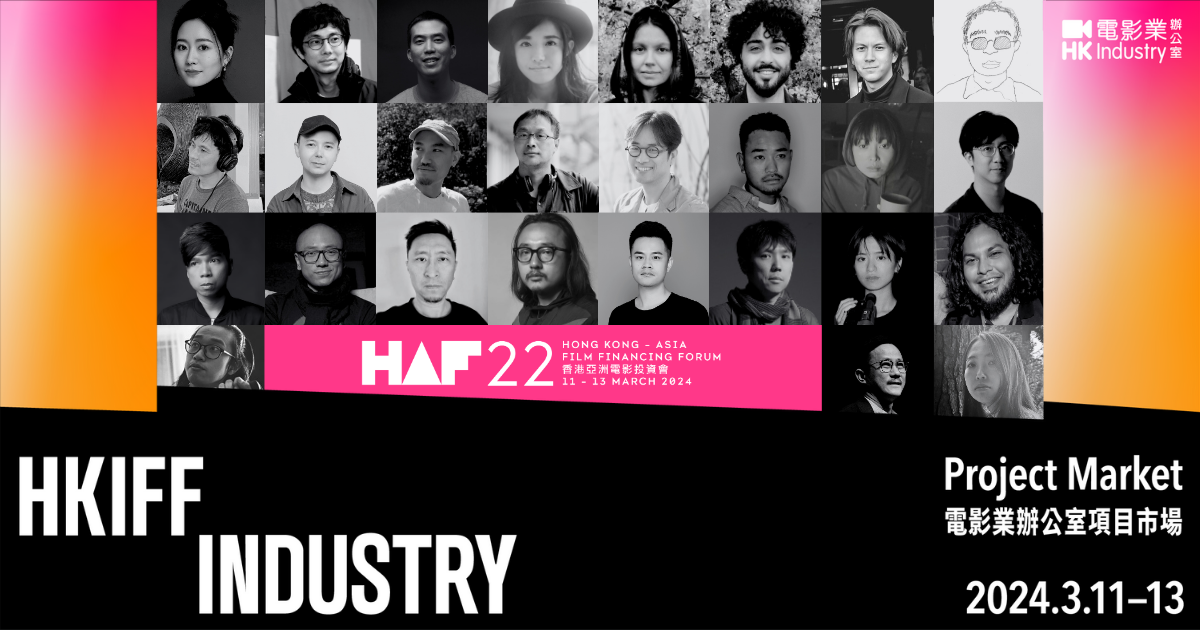 電影業辦公室
HK Industry
HAF 22
HONG KONG - ASIA
FILM FINANCING FORUM
香港亞洲電影投資會
11 - 13 MARCH 2024
HKIFF
INDUSTRY
Project Market
電影業辦公室項目市場
2024.3.11–13